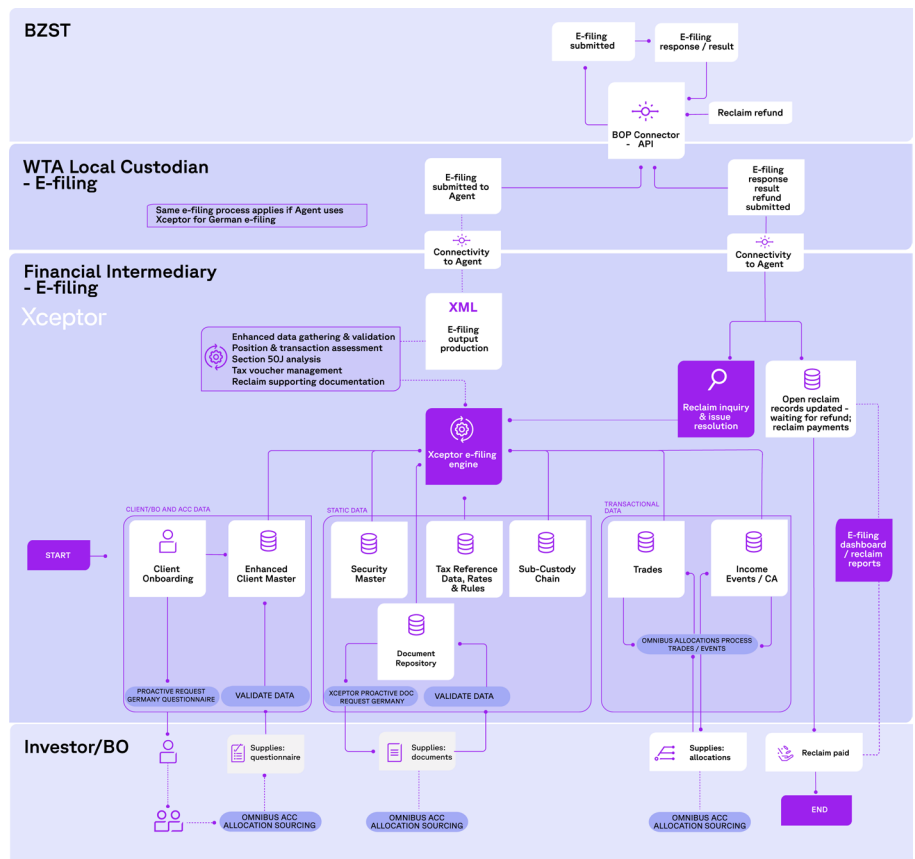 BZST
E-filing
submitted
E-filing
response / result
BOP Connector
- API
Reclaim refund
WTA Local Custodian
- E-filing
Same e-filing process applies if Agent uses
Xceptor for German e-filing
E-filing
submitted to
Agent
E-filing
response
result
refund
submitted
Connectivity
to Agent
Connectivity
to Agent
Financial Intermediary
- E-filing
Xceptor
XML
E-filing
output
production
Enhanced data gathering & validation
Position & transaction assessment
Section 50J analysis
Tax voucher management
Reclaim supporting documentation
Reclaim inquiry
& issue
resolution
Open reclaim
records updated -
waiting for refund;
reclaim payments
Xceptor e-filing
engine
CLIENT/BO AND ACC DATA
STATIC DATA
TRANSACTIONAL
DATA
START
Client
Onboarding
Enhanced
Client Master
Security
Master
Tax Reference
Data, Rates
& Rules
Sub-Custody
Chain
Trades
Income
Events / CA
E-filing
dashboard
/ reclaim
reports
Document
Repository
OMNIBUS ALLOCATIONS PROCESS
TRADES / EVENTS
PROACTIVE REQUEST
GERMANY QUESTIONNAIRE
VALIDATE DATA
XCEPTOR PROACTIVE DOC
REQUEST GERMANY
VALIDATE DATA
Investor/BO
Supplies:
questionnaire
Supplies:
documents
Supplies:
allocations
Reclaim paid
OMNIBUS ACC
ALLOCATION SOURCING
OMNIBUS ACC
ALLOCATION SOURCING
OMNIBUS ACC
ALLOCATION SOURCING
END